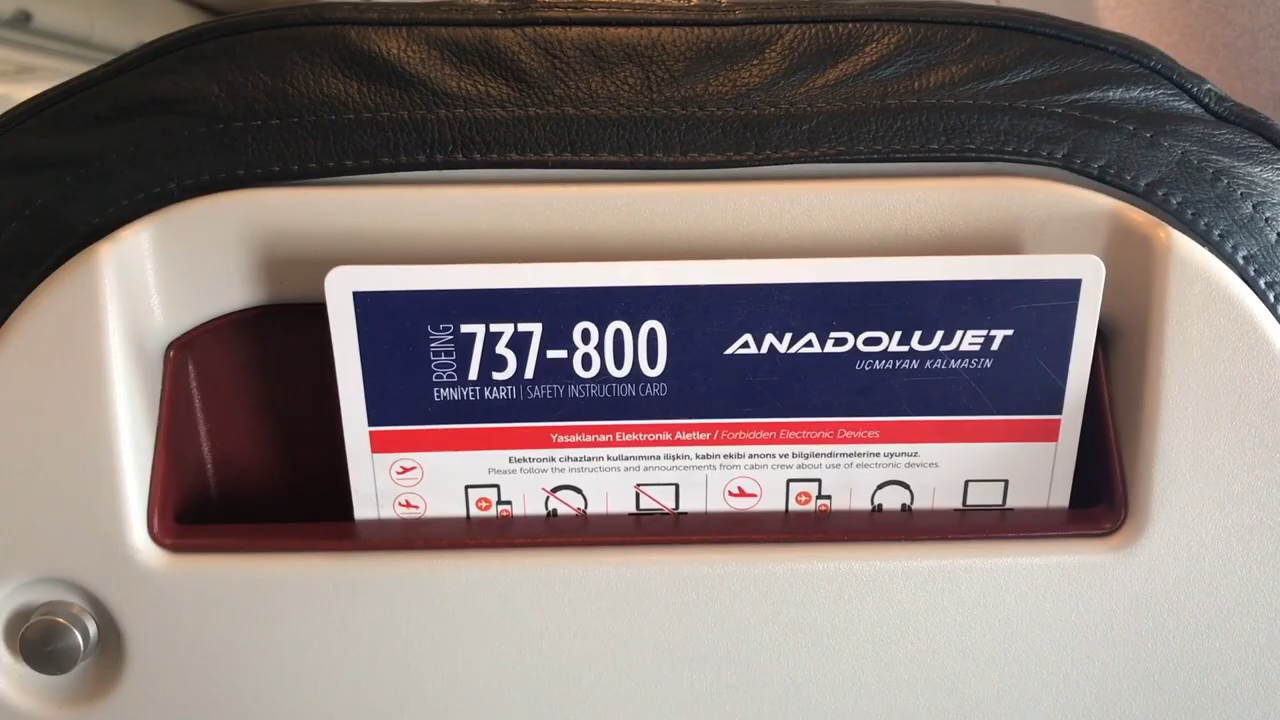 BOEING 737-800
EMNİYET KARTI | SAFETY INSTRUCTION CARD
ANADOLUJET
UÇMAYAN KALMASIN
Yasaklanan Elektronik Aletler / Forbidden Electronic Devices
Elektronik cihazların kullanımına ilişkin, kabin ekibi anons ve bilgilendirmelerine uyunuz.
Please follow the instructions and announcements from cabin crew about use of electronic devices.